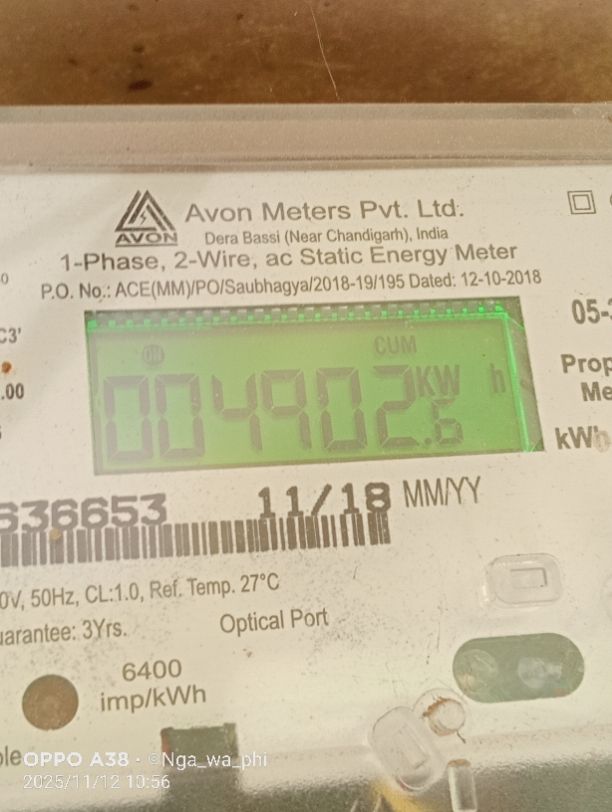 Avon Meters Pvt. Ltd.
AVON
Dera Bassi (Near Chandigarh), India
1-Phase, 2-Wire, ac Static Energy Meter
P.O. No.: ACE(MM)/PO/Saubhagya/2018-19/195 Dated: 12-10-2018
C3'
.00
05-
Prop
Me
kWh
ON
CUM
004902.6 KW h
636653
11/18 MM/YY
0V, 50Hz, CL:1.0, Ref. Temp. 27°C
uarantee: 3Yrs.
Optical Port
6400
imp/kWh
ple
OPPO A38 · ©Nga_wa_phi
2025/11/12 10:56